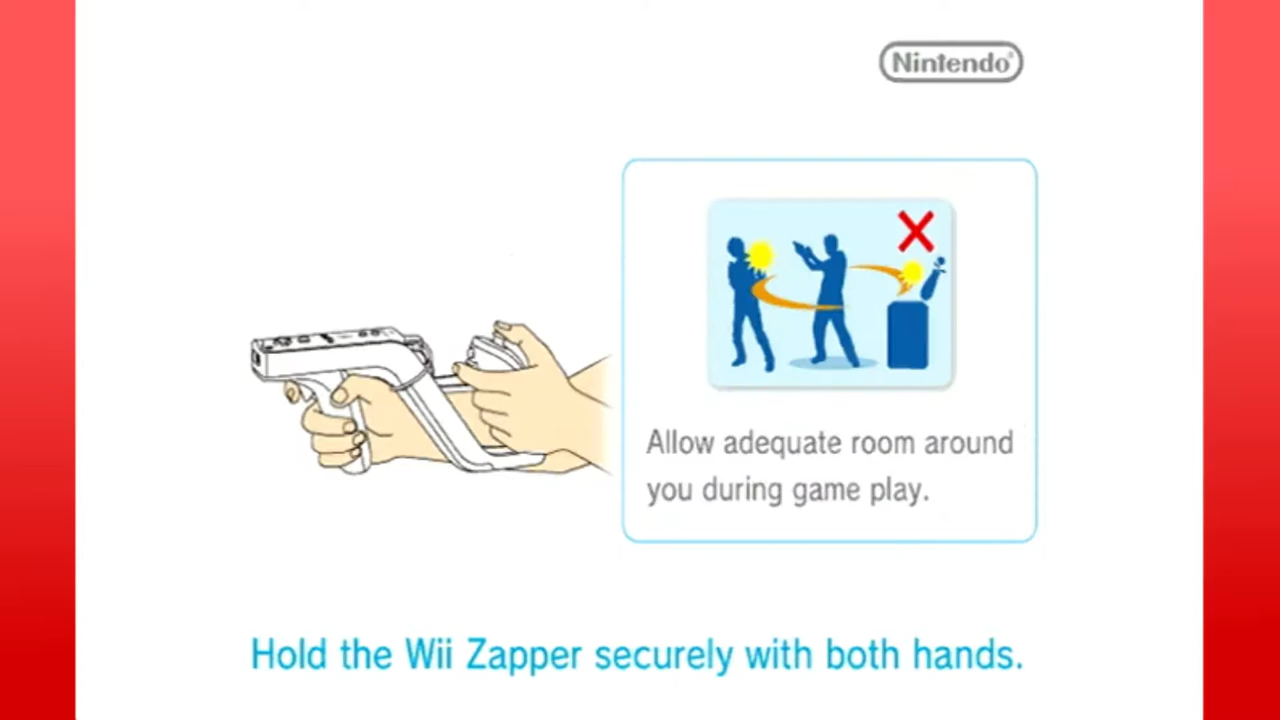 Nintendo®
Allow adequate room around
you during game play.
Hold the Wii Zapper securely with both hands.